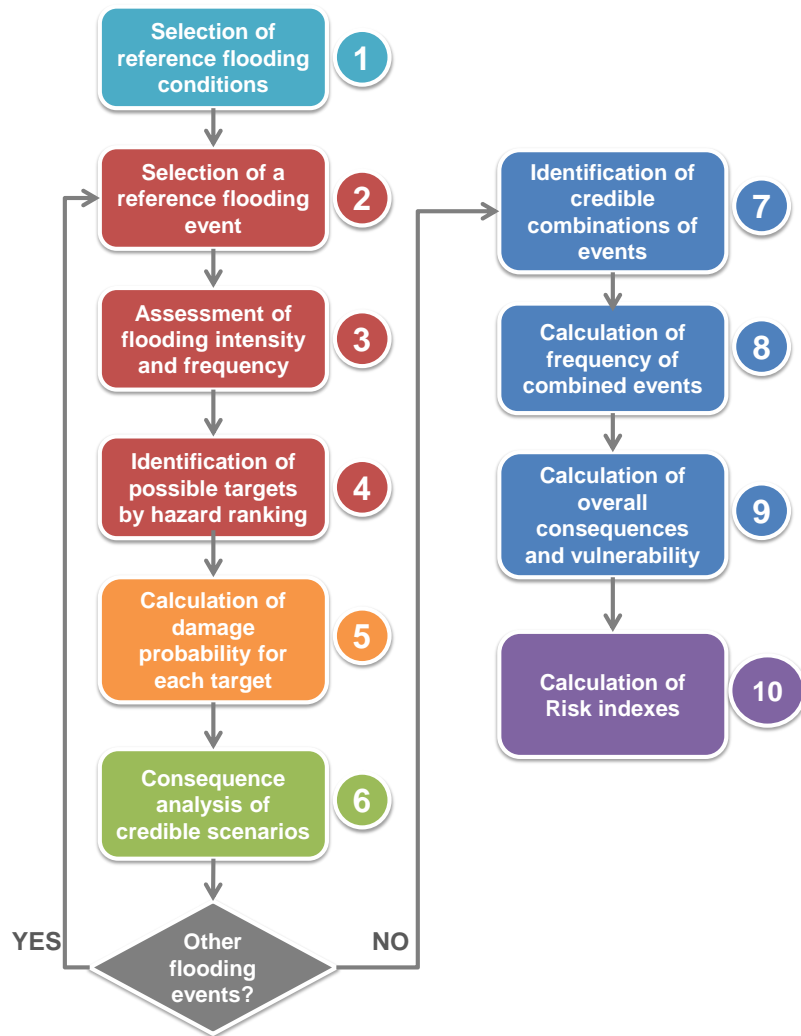 Selection of
reference flooding
conditions
1
Selection of a
reference flooding
event
2
Assessment of
flooding intensity
and frequency
3
Identification of
possible targets
by hazard ranking
4
Calculation of
damage
probability for
each target
5
Consequence
analysis of
credible scenarios
6
YES
Other
flooding
events?
NO
Identification of
credible
combinations of
events
7
Calculation of
frequency of
combined events
8
Calculation of
overall
consequences
and vulnerability
9
Calculation of
Risk indexes
10